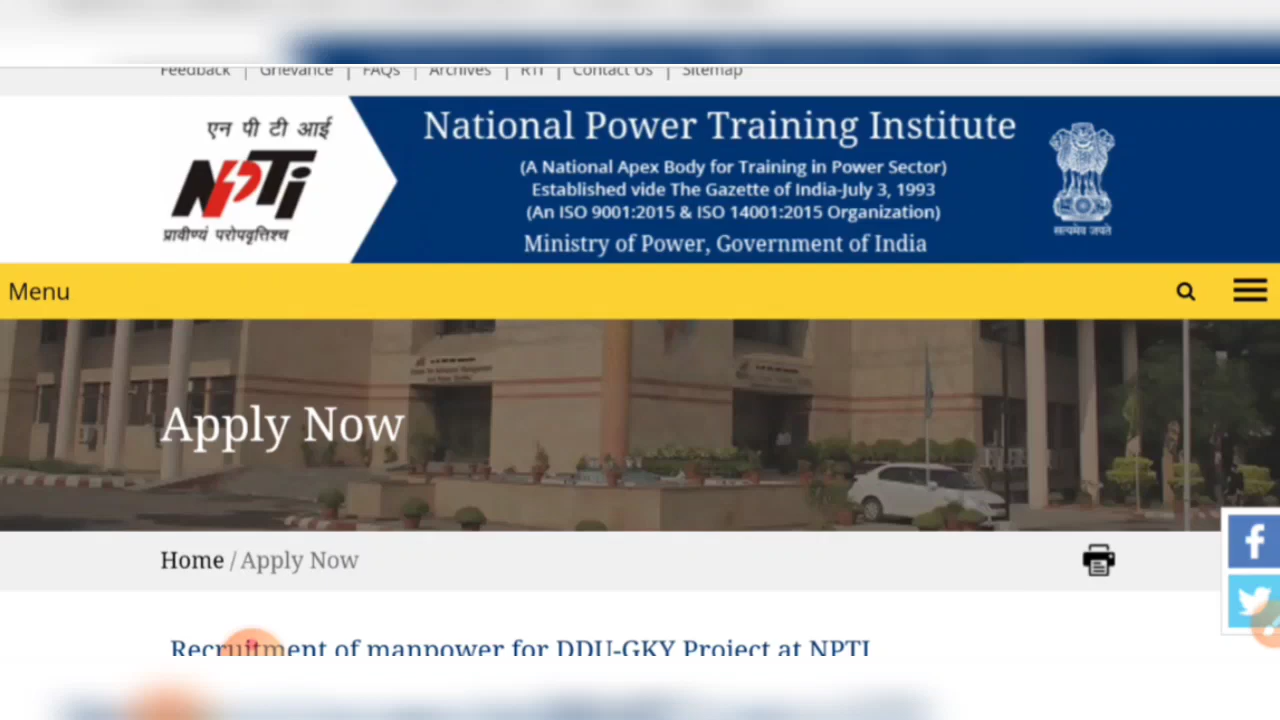 Feedback | Grievance | FAQs | Archives | RTI | Contact Us | Sitemap
एन पी टी आई
NPTi
प्रावीण्यं परोपवृत्तिश्च
National Power Training Institute
(A National Apex Body for Training in Power Sector)
Established vide The Gazette of India-July 3, 1993
(An ISO 9001:2015 & ISO 14001:2015 Organization)
Ministry of Power, Government of India
सत्यमेव जयते
Menu
Apply Now
Home / Apply Now
Recruitment of manpower for DDU-GKY Project at NPTI